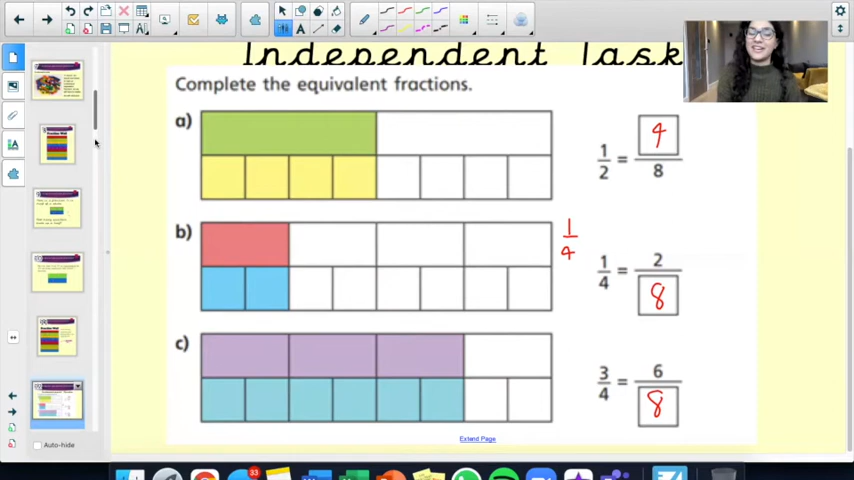 Independent Task
Complete the equivalent fractions.
a)
1/2 = 4/8
b)
1/4
1/4 = 2/8
c)
3/4 = 6/8
Extend Page
Auto-hide
33